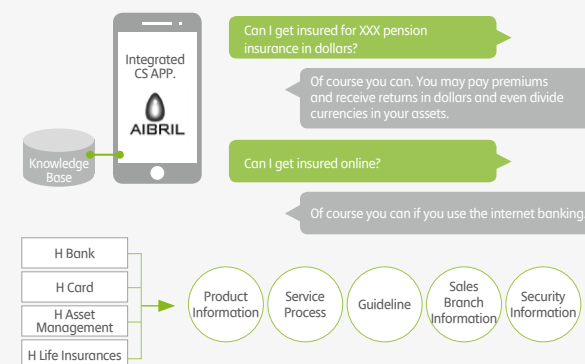 Integrated
CS APP.
AIBRIL
Knowledge
Base
Can I get insured for XXX pension
insurance in dollars?
Of course you can. You may pay premiums
and receive returns in dollars and even divide
currencies in your assets.
Can I get insured online?
Of course you can if you use the internet banking.
H Bank
H Card
H Asset
Management
H Life Insurances
Product
Information
Service
Process
Guideline
Sales
Branch
Information
Security
Information